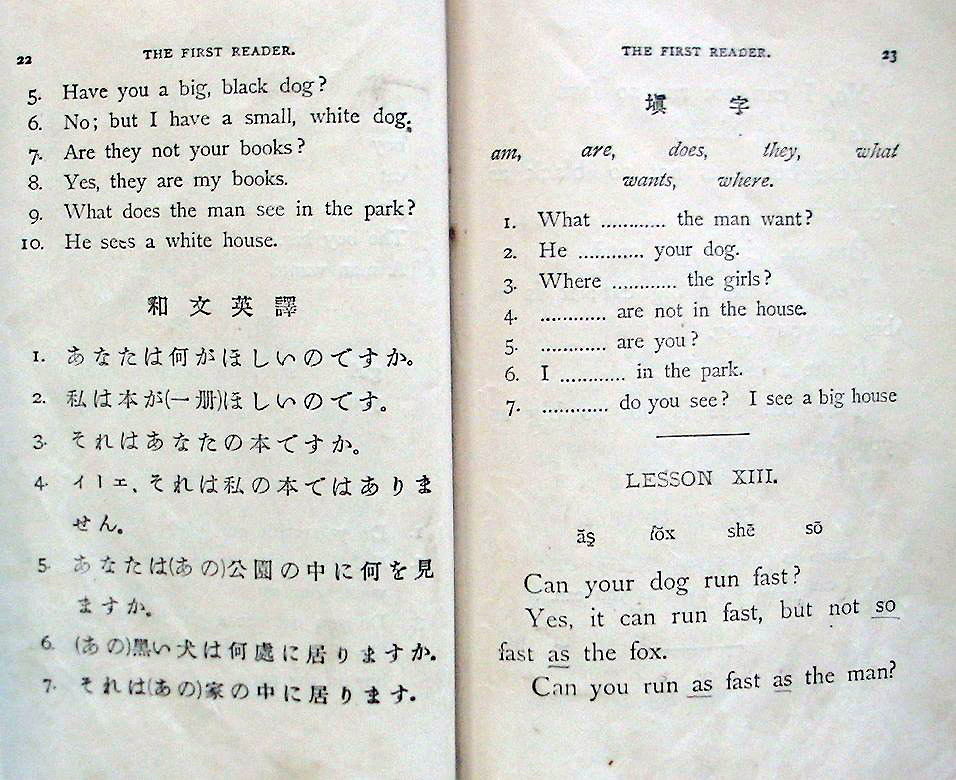 22 THE FIRST READER.
5. Have you a big, black dog?
6. No; but I have a small, white dog.
7. Are they not your books?
8. Yes, they are my books.
9. What does the man see in the park?
10. He sees a white house.
和文英譯
1. あなたは何がほしいのですか。
2. 私は本が(一册)ほしいのです。
3. それはあなたの本ですか。
4. イーエ、それは私の本ではありま
せん。
5. あなたは(あの)公園の中に何を見
ますか。
6. (あの)黑い犬は何處に居りますか。
7. それは(あの)家の中に居ります。
THE FIRST READER. 23
塡字
am, are, does, they, what
wants, where.
1. What ............ the man want?
2. He ............ your dog.
3. Where ............ the girls?
4. ............ are not in the house.
5. ............ are you?
6. I ............ in the park.
7. ............ do you see? I see a big house
LESSON XIII.
ăş fŏx shē sō
Can your dog run fast?
Yes, it can run fast, but not so
fast as the fox.
Can you run as fast as the man?